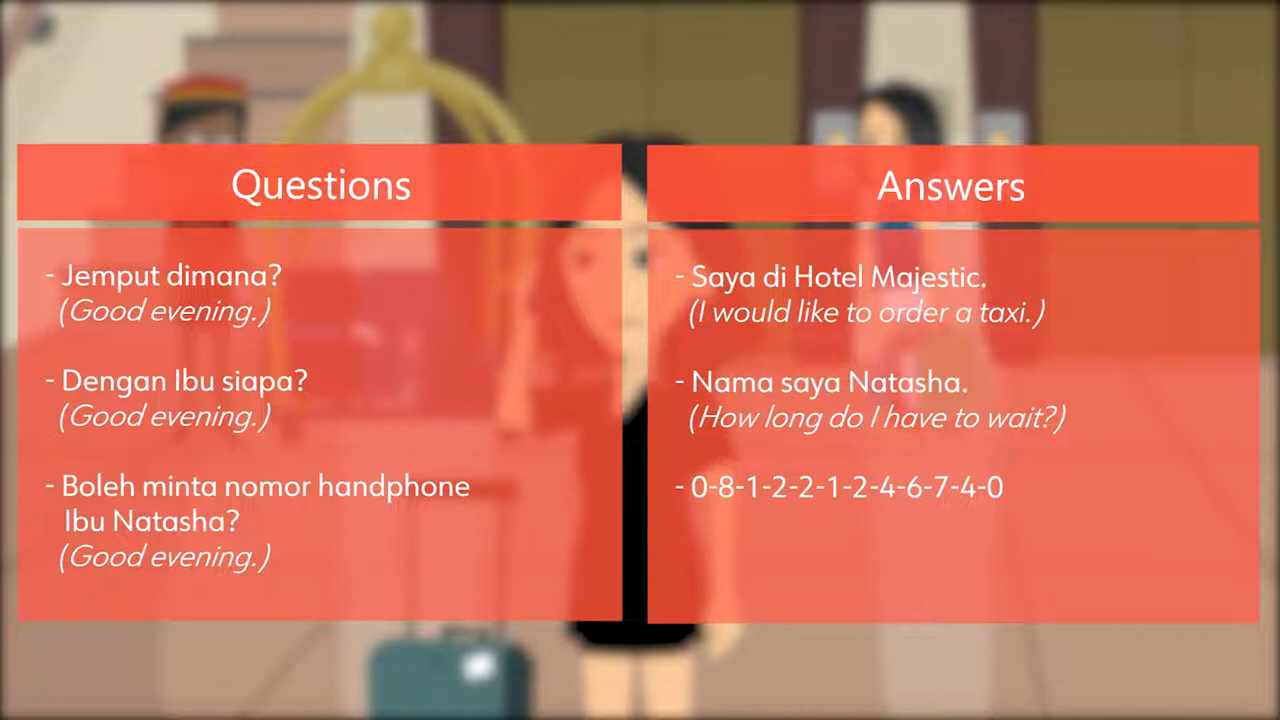 Questions
- Jemput dimana?
(Good evening.)
- Dengan Ibu siapa?
(Good evening.)
- Boleh minta nomor handphone
Ibu Natasha?
(Good evening.)
Answers
- Saya di Hotel Majestic.
(I would like to order a taxi.)
- Nama saya Natasha.
(How long do I have to wait?)
- 0-8-1-2-2-1-2-4-6-7-4-0